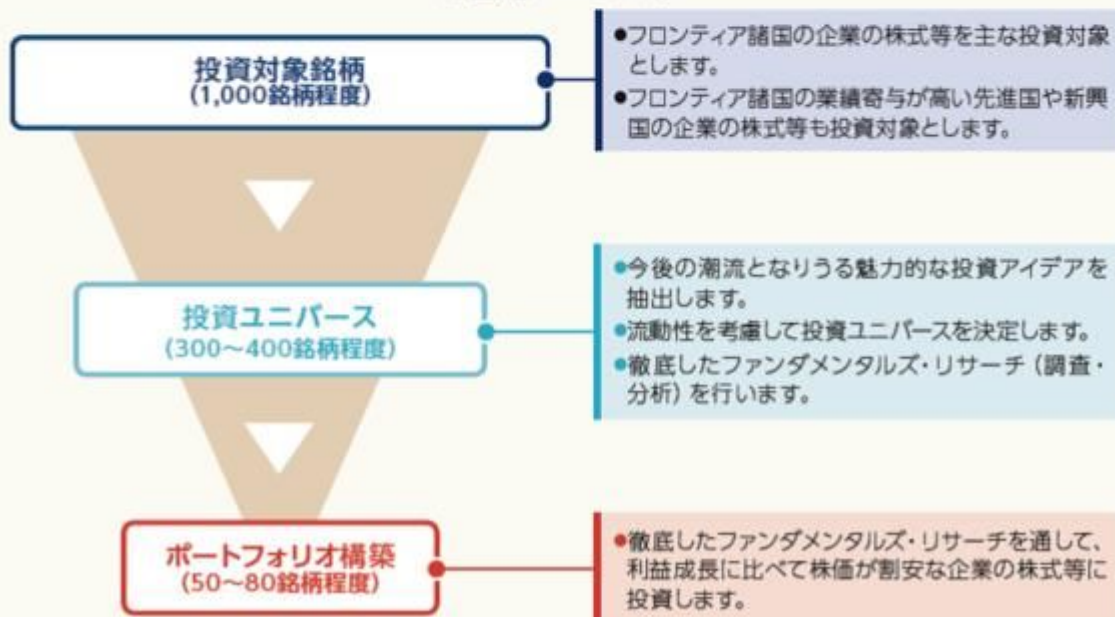 投資対象銘柄
(1,000銘柄程度)
●フロンティア諸国の企業の株式等を主な投資対象
とします。
●フロンティア諸国の業績寄与が高い先進国や新興
国の企業の株式等も投資対象とします。
投資ユニバース
(300～400銘柄程度)
●今後の潮流となりうる魅力的な投資アイデアを
抽出します。
●流動性を考慮して投資ユニバースを決定します。
●徹底したファンダメンタルズ・リサーチ（調査・
分析）を行います。
ポートフォリオ構築
(50～80銘柄程度)
●徹底したファンダメンタルズ・リサーチを通して、
利益成長に比べて株価が割安な企業の株式等に
投資します。